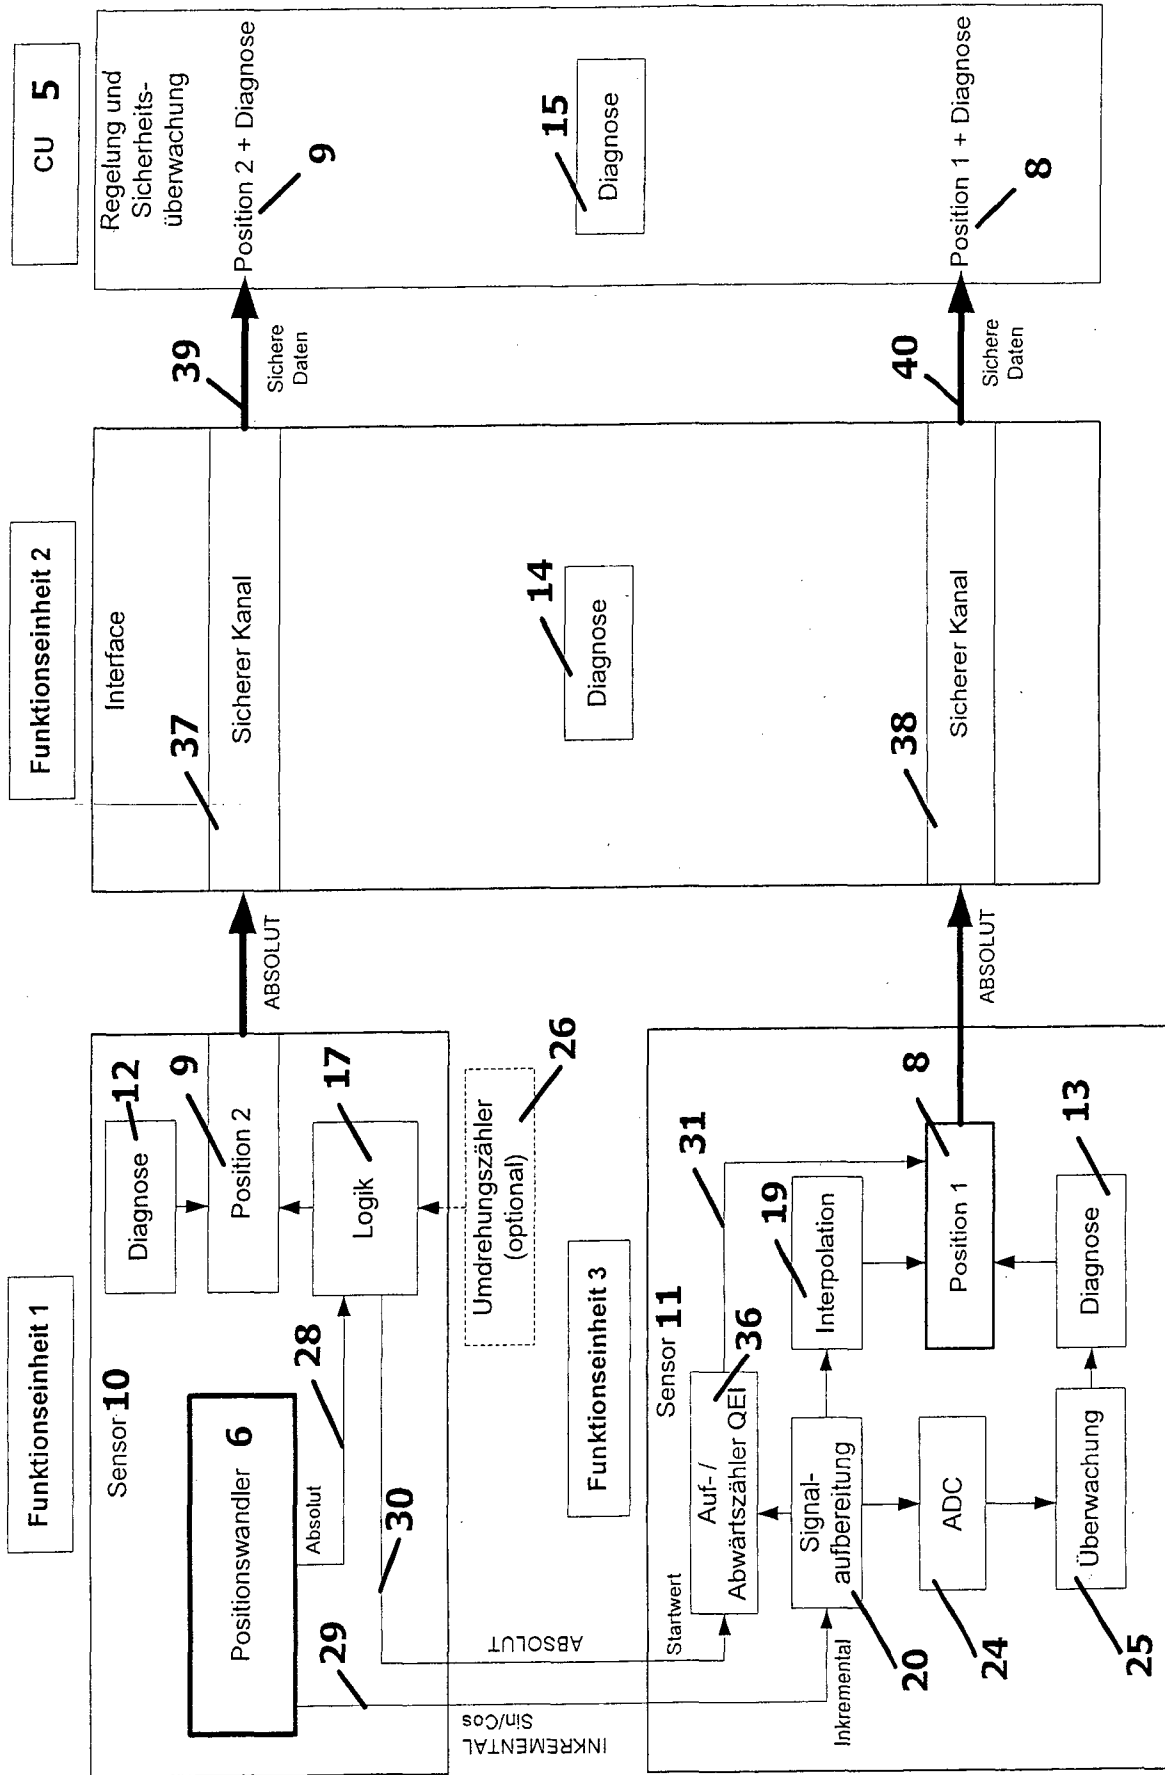 Funktionseinheit 1
Sensor 10
Positionswandler 6
Absolut
28
29
30
Diagnose
12
Position 2
9
Logik
17
Umdrehungszähler
(optional)
26
ABSOLUT
INKREMENTAL
Sin/Cos
ABSOLUT
Funktionseinheit 3
Sensor 11
Startwert
Auf- /
Abwärtszähler QEI
36
31
Inkremental
Signal-
aufbereitung
20
Interpolation
19
ADC
24
Position 1
8
Überwachung
25
Diagnose
13
ABSOLUT
Funktionseinheit 2
Interface
37
Sicherer Kanal
14
Diagnose
38
Sicherer Kanal
39
Sichere
Daten
40
Sichere
Daten
CU 5
Regelung und
Sicherheits-
überwachung
Position 2 + Diagnose
9
15
Diagnose
Position 1 + Diagnose
8